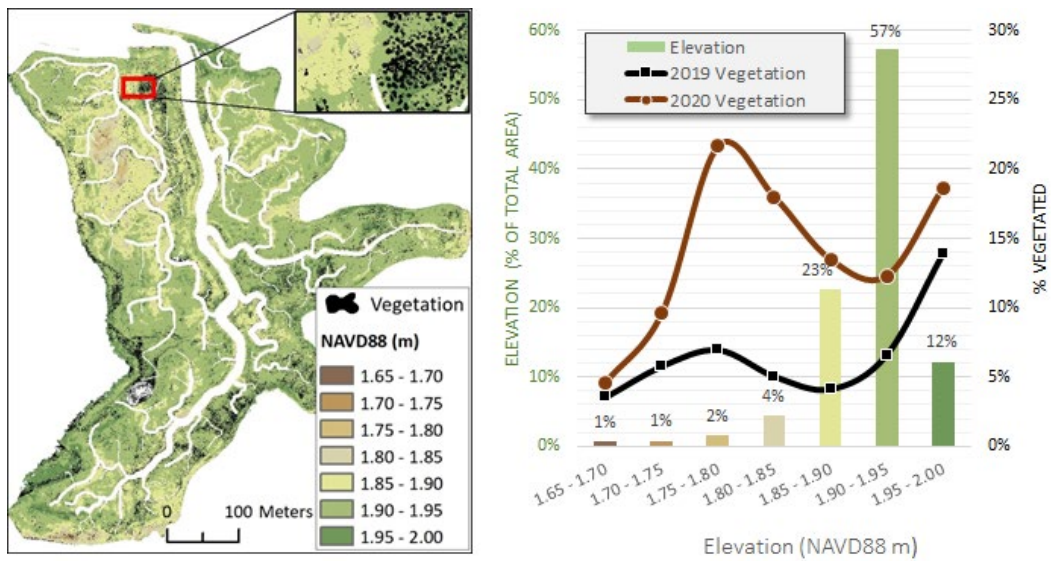 Vegetation
NAVD88 (m)
1.65 - 1.70
1.70 - 1.75
1.75 - 1.80
1.80 - 1.85
1.85 - 1.90
1.90 - 1.95
1.95 - 2.00
0 100 Meters
Elevation
2019 Vegetation
2020 Vegetation
ELEVATION (% OF TOTAL AREA)
60%
50%
40%
30%
20%
10%
0%
1%
1%
2%
4%
23%
57%
12%
30%
25%
20%
15%
10%
5%
0%
% VEGETATED
1.65 - 1.70
1.70 - 1.75
1.75 - 1.80
1.80 - 1.85
1.85 - 1.90
1.90 - 1.95
1.95 - 2.00
Elevation (NAVD88 m)